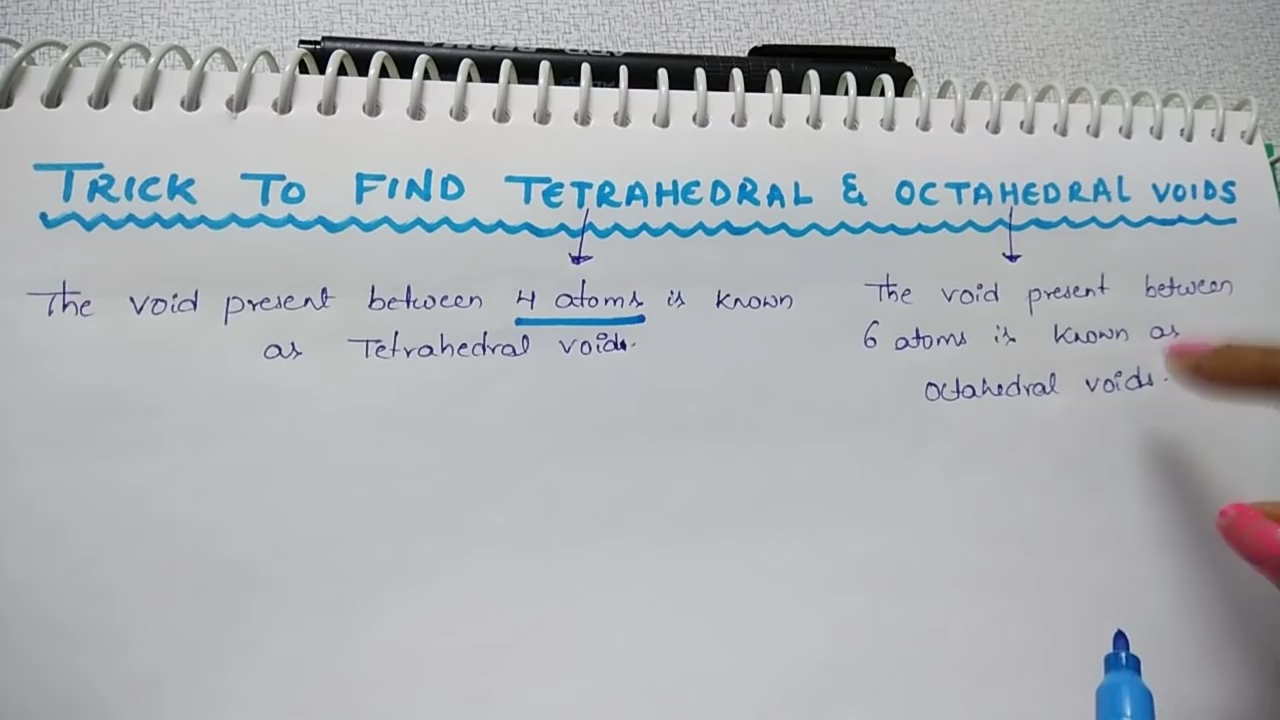 TRICK TO FIND TETRAHEDRAL & OCTAHEDRAL VOIDS
The void present between 4 atoms is known
as Tetrahedral voids.
The void present between
6 atoms is known as
octahedral voids.